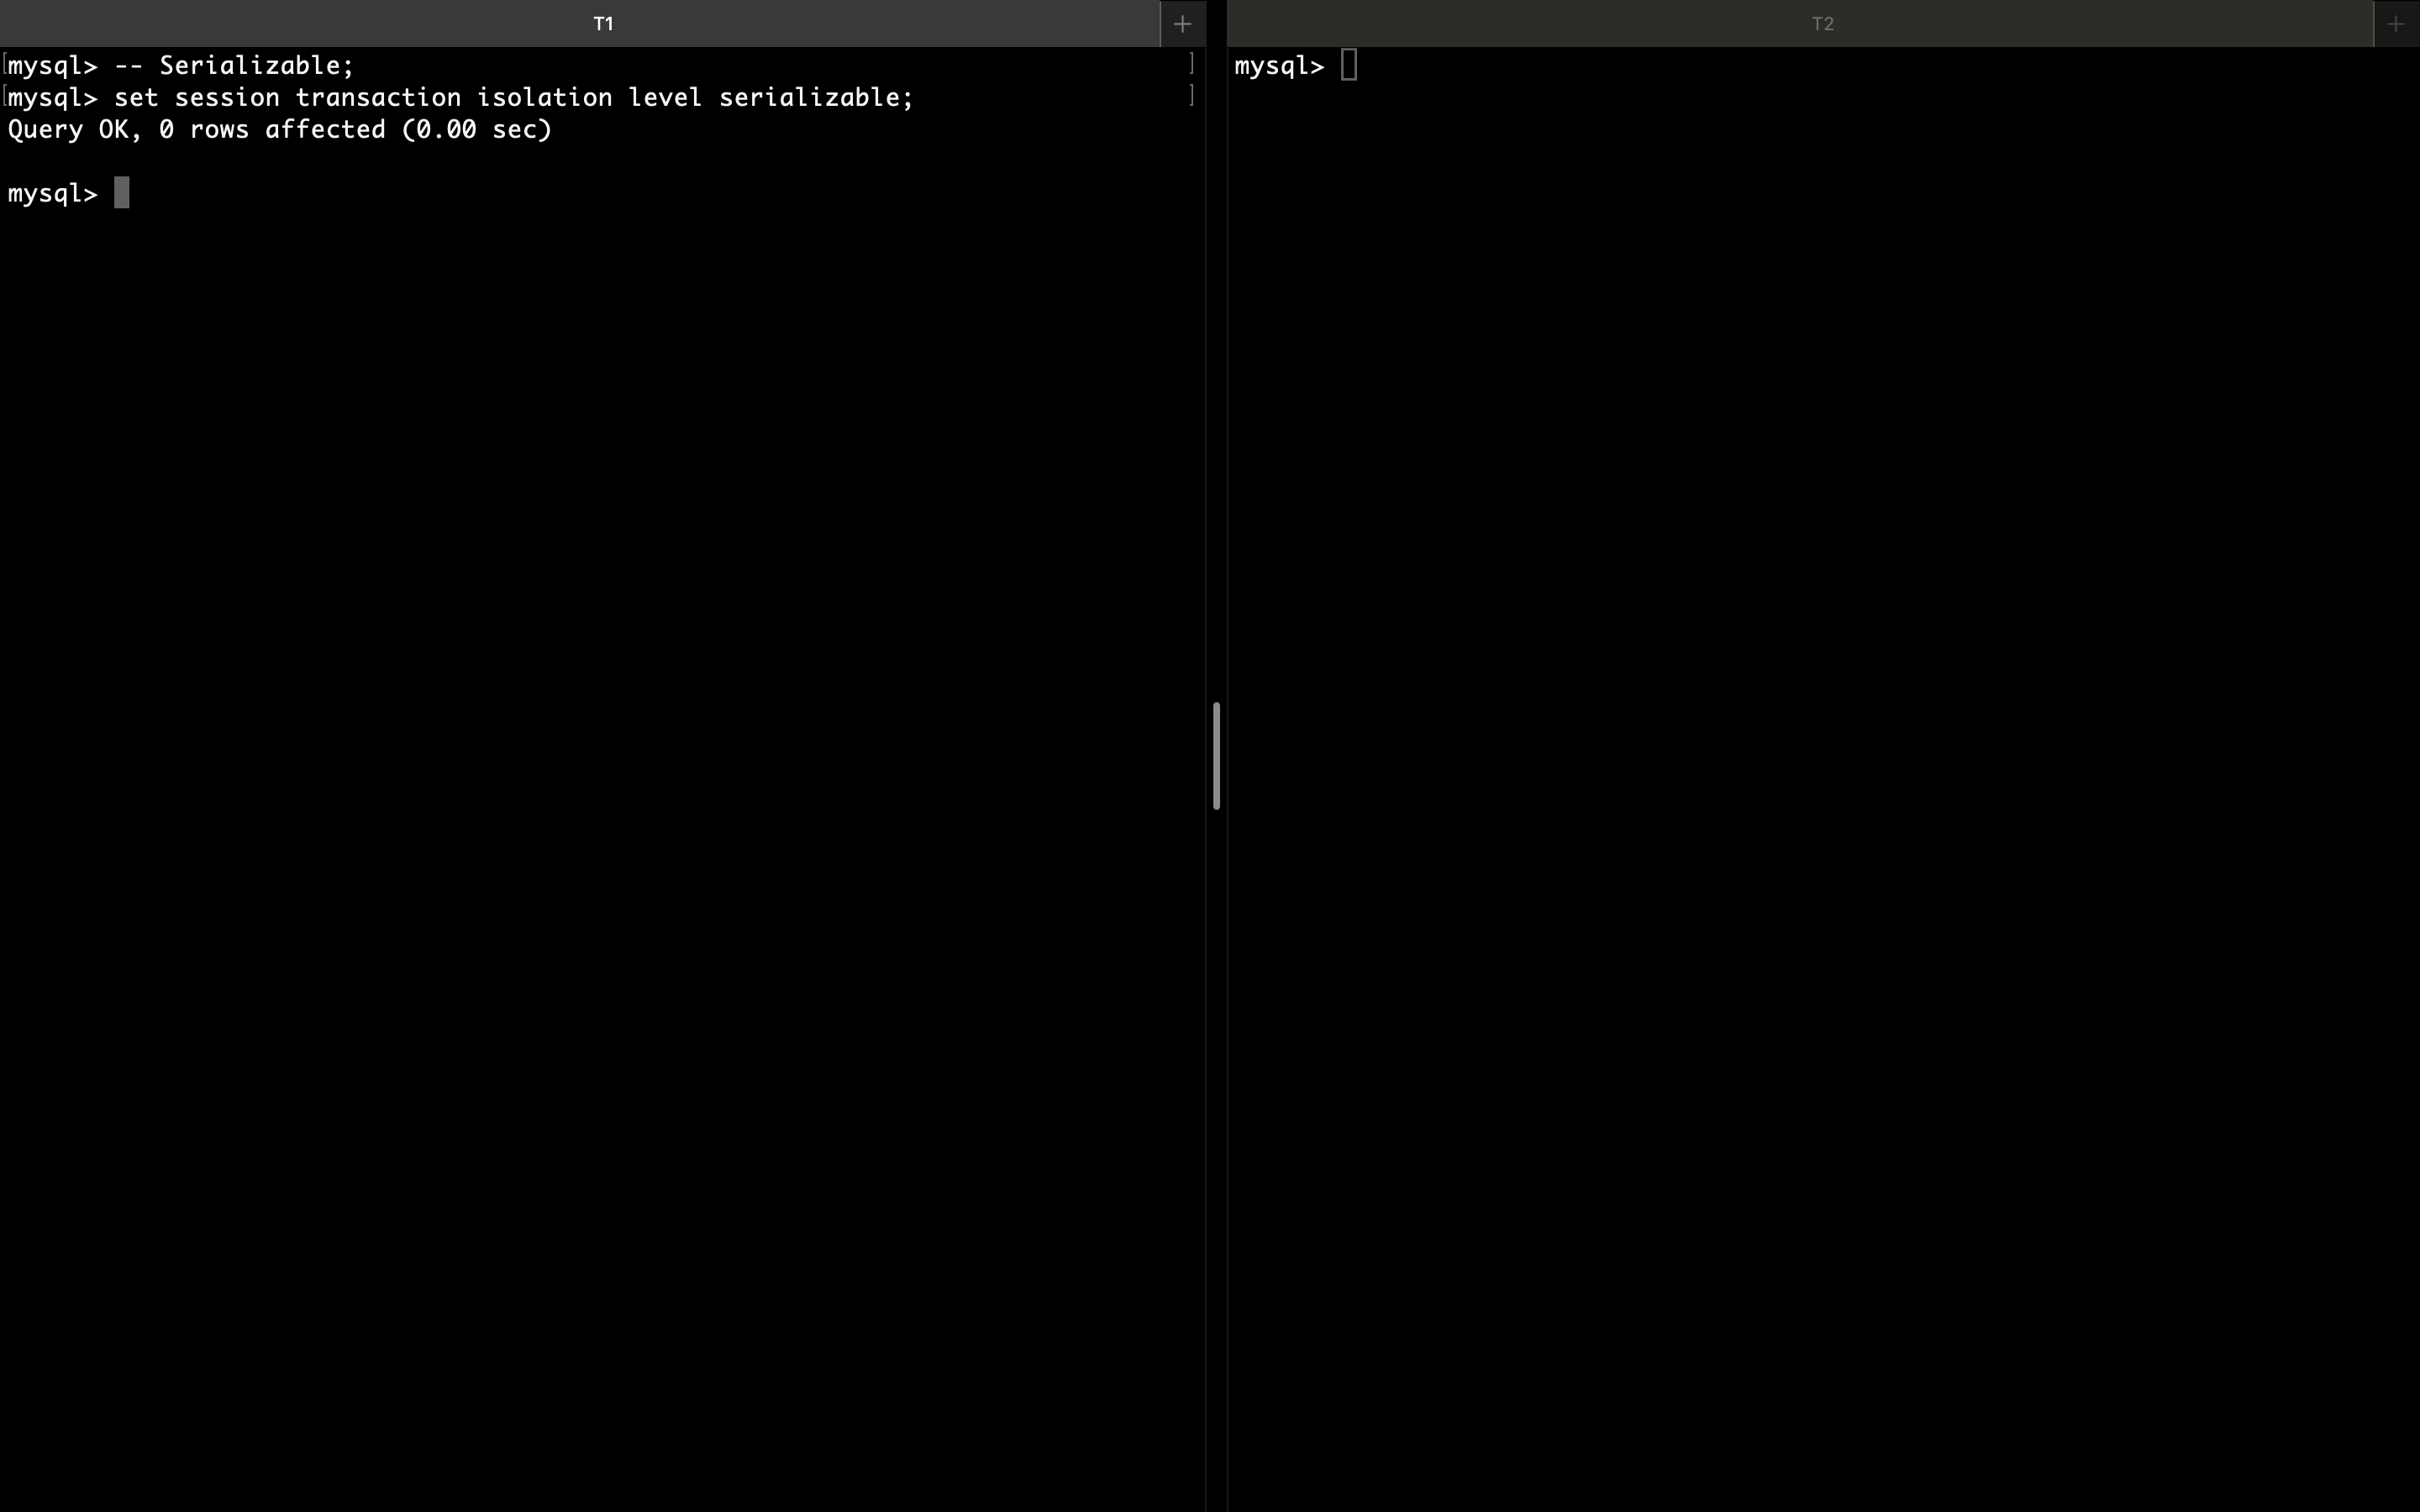 T1
+
mysql> -- Serializable;
mysql> set session transaction isolation level serializable;
Query OK, 0 rows affected (0.00 sec)
mysql>
T2
+
mysql>